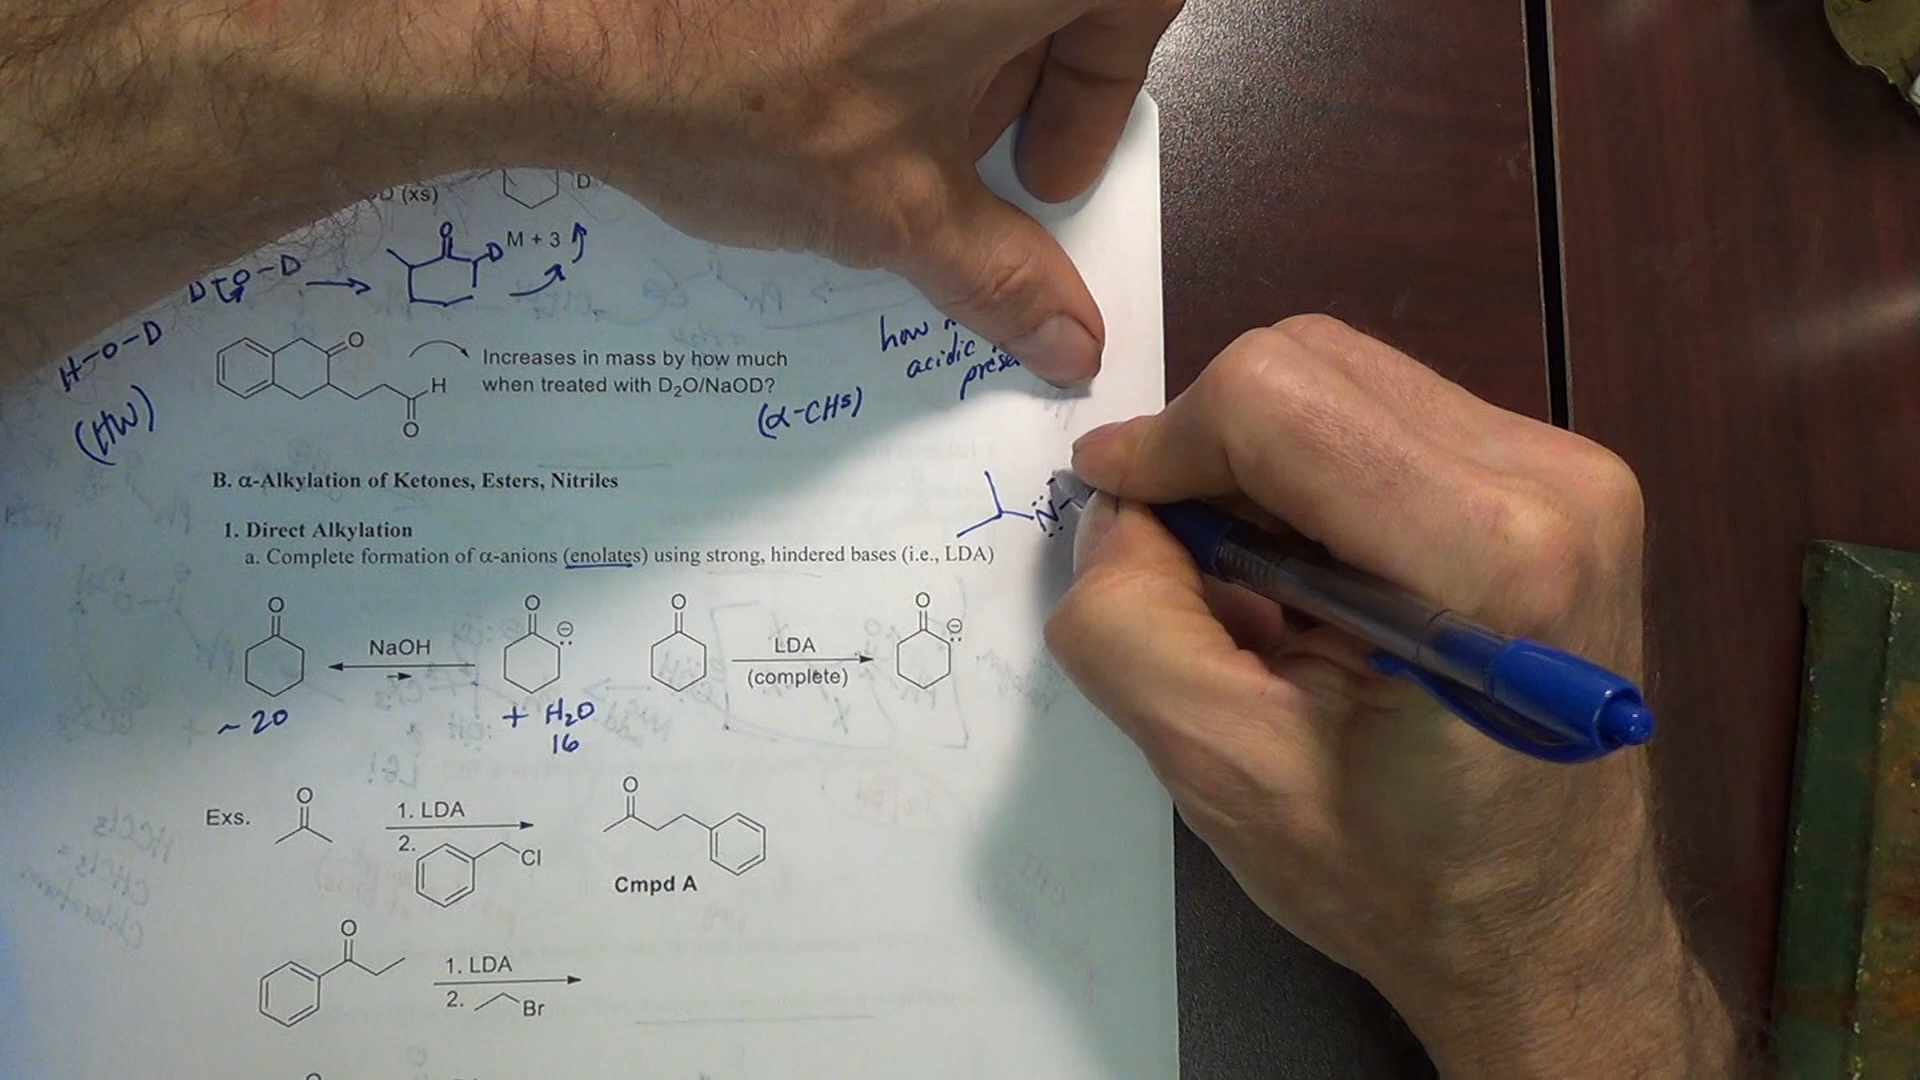 (xs)
D
O
D
M + 3
D-O-D
H-O-D
(HW)
O
H
O
Increases in mass by how much
when treated with D₂O/NaOD?
how
acidic
(α-CHs)
B. α-Alkylation of Ketones, Esters, Nitriles
N
1. Direct Alkylation
a. Complete formation of α-anions (enolates) using strong, hindered bases (i.e., LDA)
O
NaOH
O
⊖
O
LDA
(complete)
O
⊖
~ 20
+ H₂O
16
Exs.
O
1. LDA
2.
Cl
O
Cmpd A
O
1. LDA
2.
Br